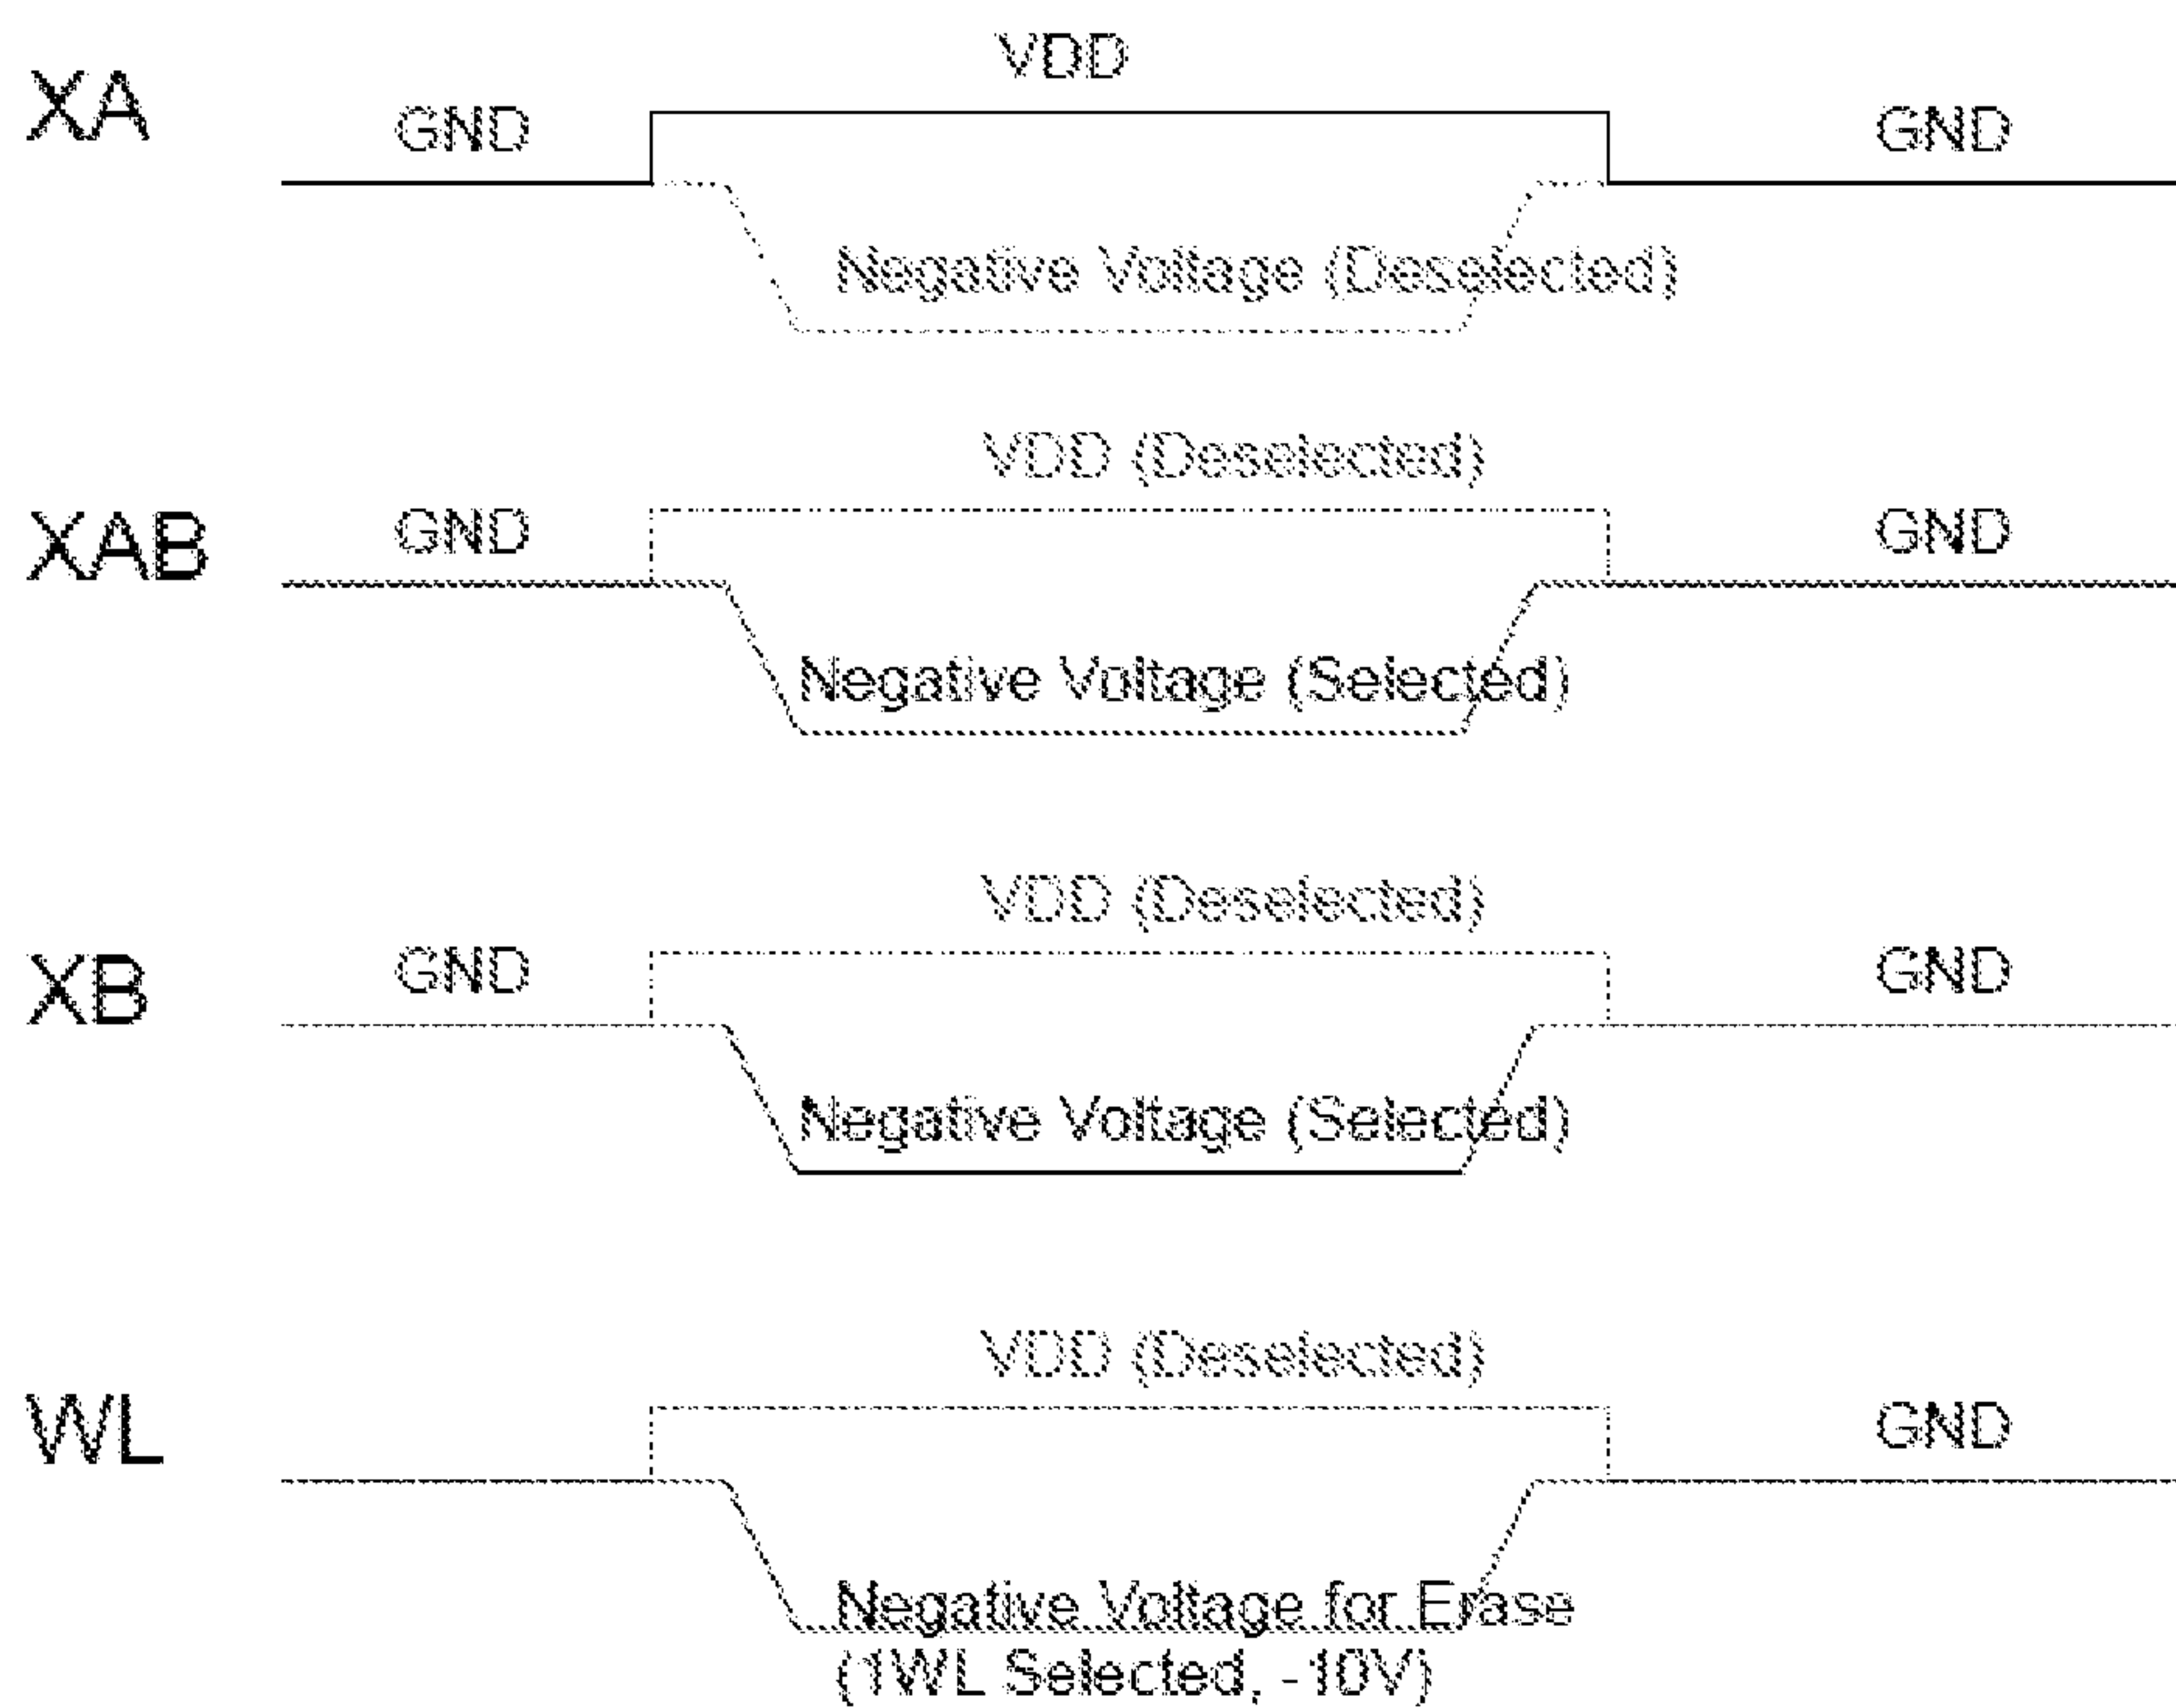 VDD
XA
GND
GND
Negative Voltage (Deselected)
VDD (Deselected)
XAB
GND
GND
Negative Voltage (Selected)
VDD (Deselected)
XB
GND
GND
Negative Voltage (Selected)
VDD (Deselected)
WL
GND
Negative Voltage for Erase
(1WL Selected, -10V)